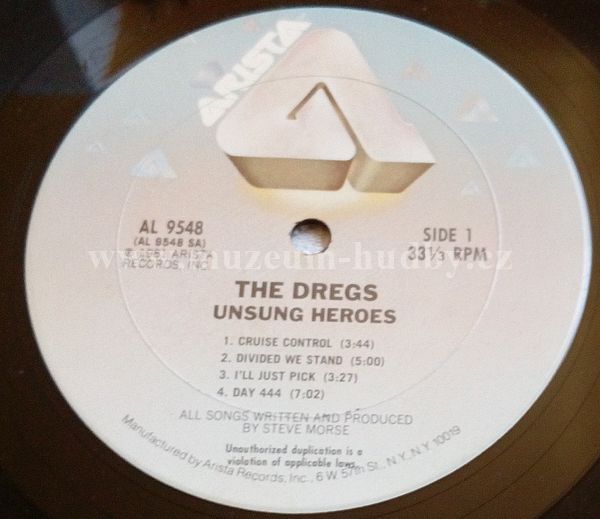 ARISTA
AL 9548
(AL 9548 SA)
℗ 1981 ARISTA
RECORDS, INC.
SIDE 1
33⅓ RPM
www.muzeum-hudby.cz
THE DREGS
UNSUNG HEROES
1. CRUISE CONTROL (3:44)
2. DIVIDED WE STAND (5:00)
3. I'LL JUST PICK (3:27)
4. DAY 444 (7:02)
ALL SONGS WRITTEN AND PRODUCED
BY STEVE MORSE
Unauthorized duplication is a
violation of applicable laws.
Manufactured by Arista Records, Inc., 6 W. 57th St., N.Y., N.Y. 10019